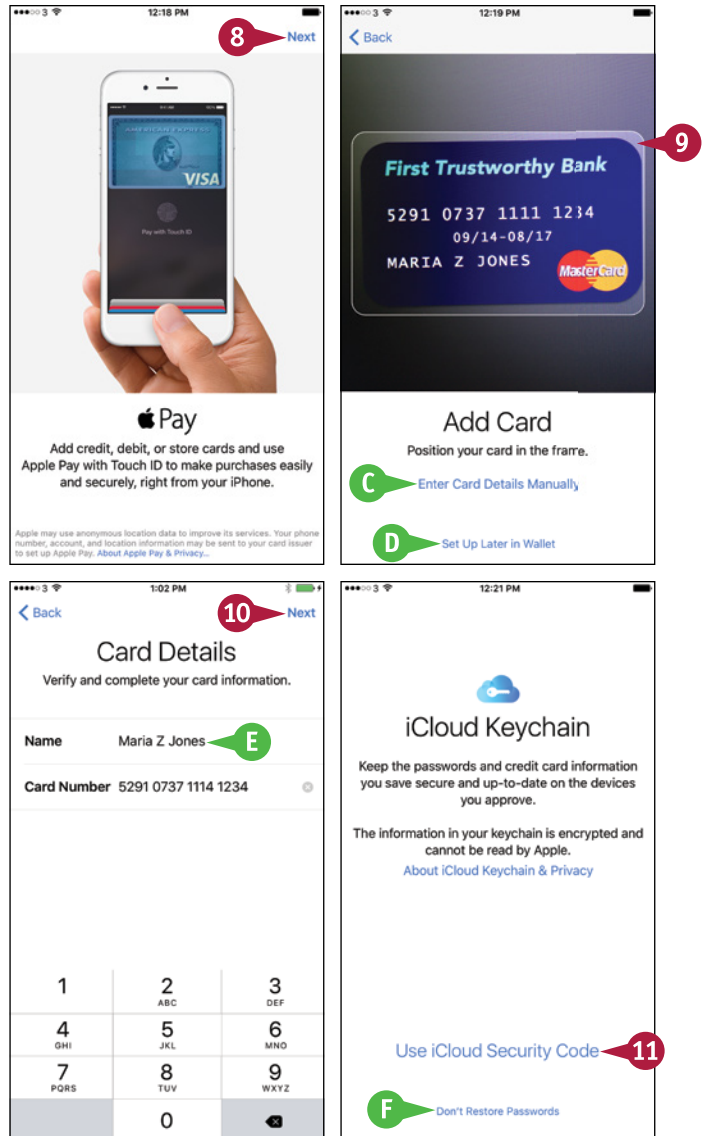 3 12:18 PM
8
Next
AMERICAN EXPRESS
VISA
Pay with Touch ID
Pay
Add credit, debit, or store cards and use
Apple Pay with Touch ID to make purchases easily
and securely, right from your iPhone.
Apple may use anonymous location data to improve its services. Your phone
number, account, and location information may be sent to your card issuer
to set up Apple Pay. About Apple Pay & Privacy...
3 12:19 PM
Back
9
First Trustworthy Bank
5291 0737 1111 1234
09/14-08/17
MARIA Z JONES
MasterCard
Add Card
Position your card in the frame.
C
Enter Card Details Manually
D
Set Up Later in Wallet
3 1:02 PM
Back
10
Next
Card Details
Verify and complete your card information.
Name Maria Z Jones
E
Card Number 5291 0737 1114 1234
1 2 3
ABC DEF
4 5 6
GHI JKL MNO
7 8 9
PQRS TUV WXYZ
0
3 12:21 PM
iCloud Keychain
Keep the passwords and credit card information
you save secure and up-to-date on the devices
you approve.
The information in your keychain is encrypted and
cannot be read by Apple.
About iCloud Keychain & Privacy
Use iCloud Security Code
11
F
Don't Restore Passwords